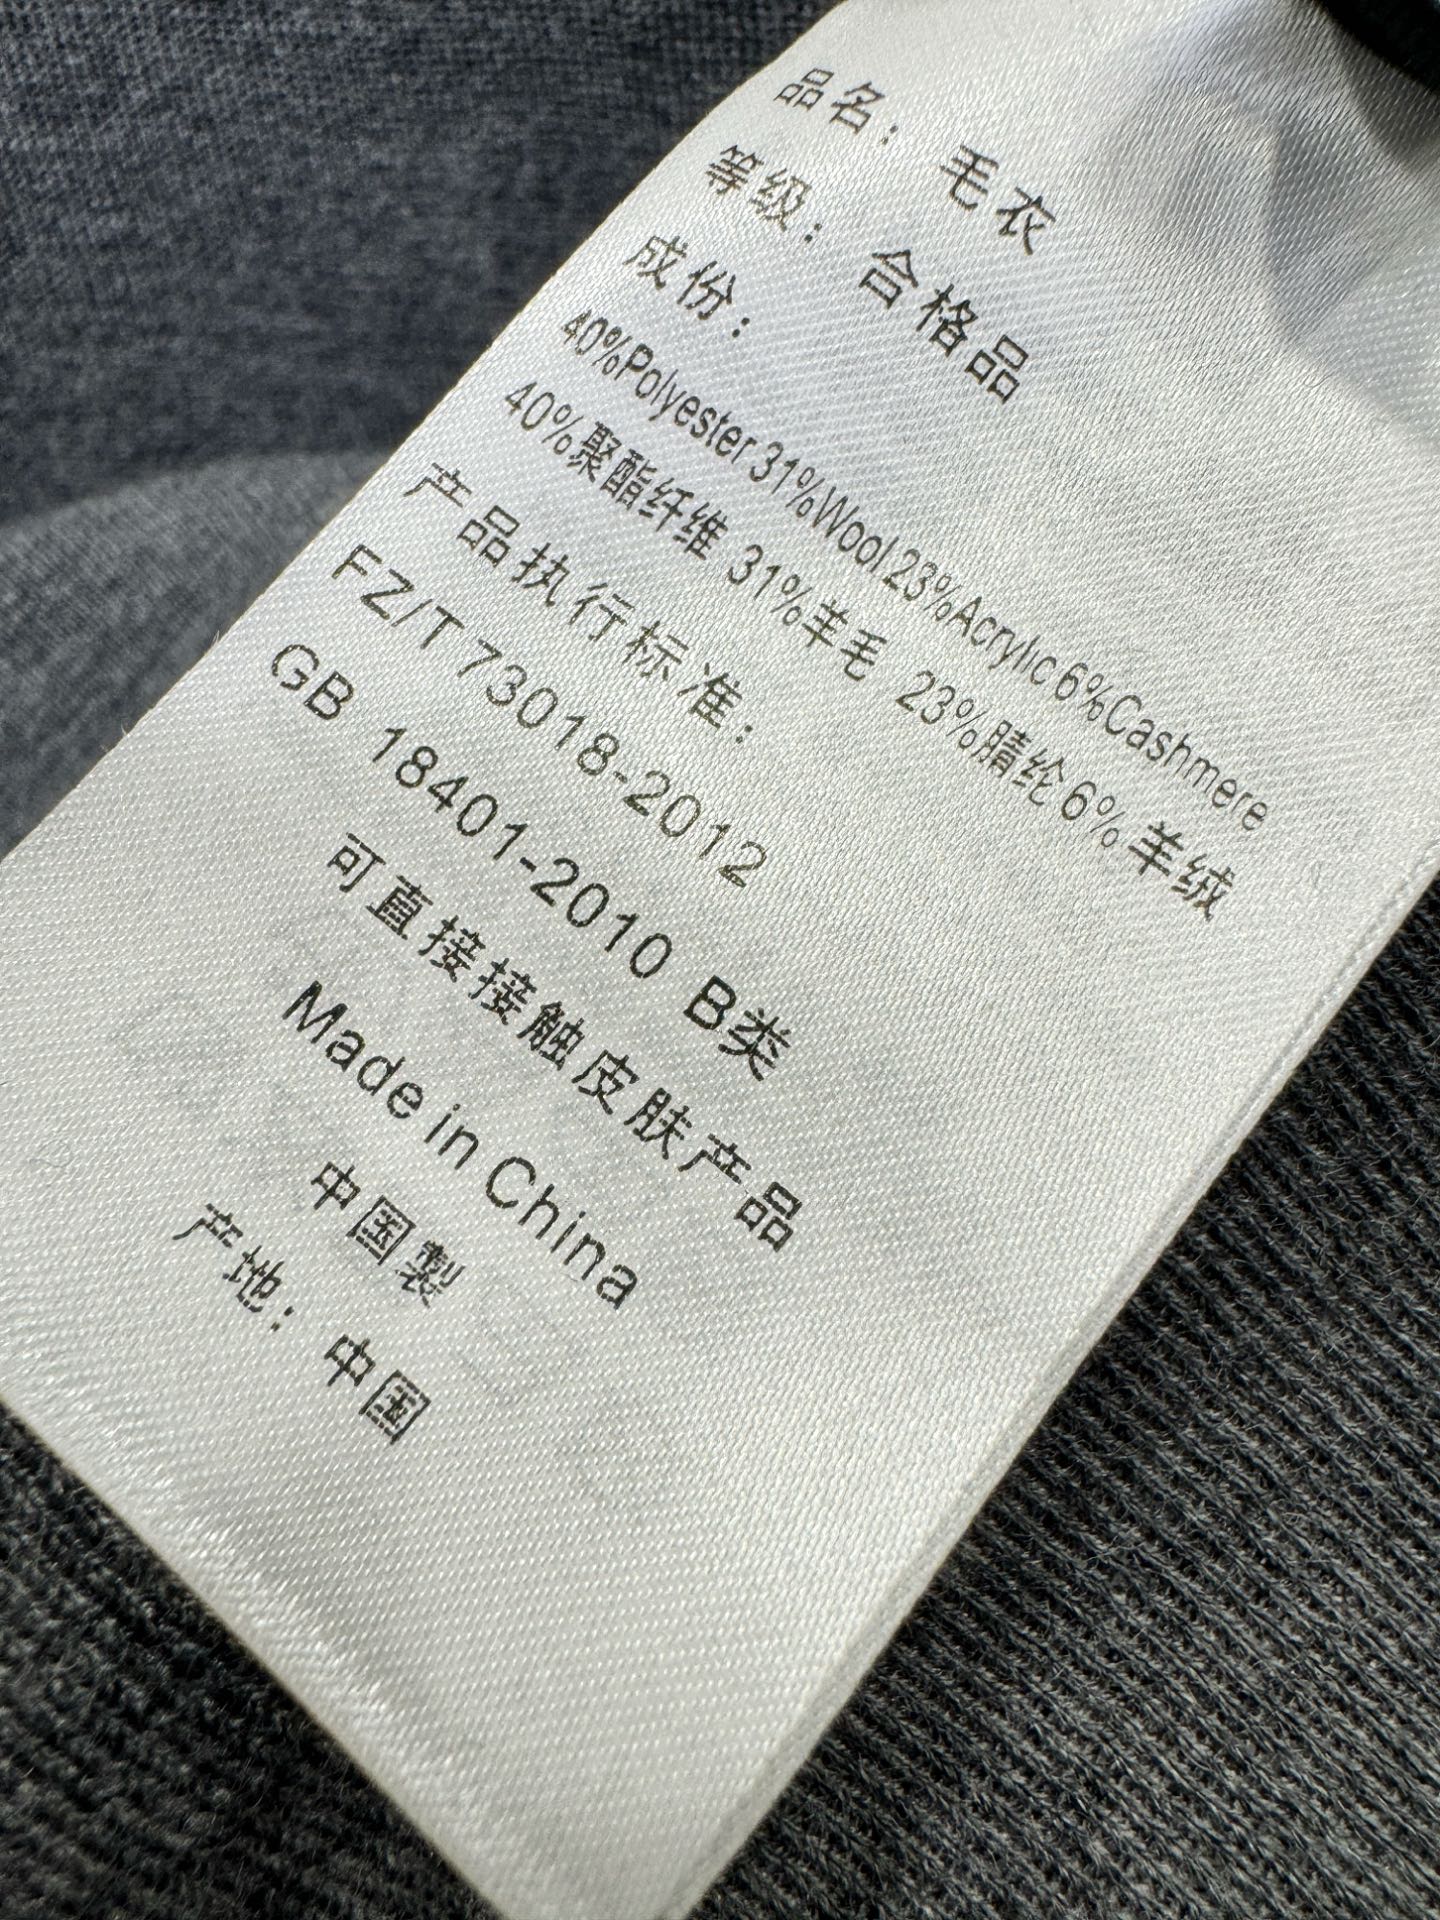 品名： 毛衣
等级： 合格品
成份：
40%Polyester 31%Wool 23%Acrylic 6%Cashmere
40%聚酯纤维 31%羊毛 23%腈纶 6%羊绒
产品执行标准：
FZ/T 73018-2012
GB 18401-2010 B类
可直接接触皮肤产品
Made in China
中国製
产地： 中国